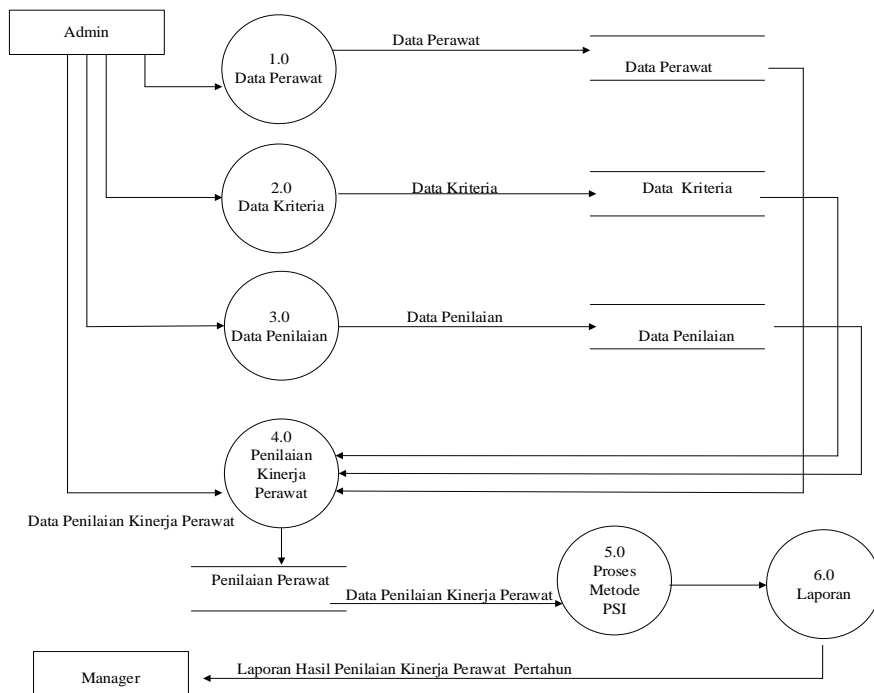 Admin
1.0
Data Perawat
Data Perawat
Data Perawat
2.0
Data Kriteria
Data Kriteria
Data Kriteria
3.0
Data Penilaian
Data Penilaian
Data Penilaian
4.0
Penilaian
Kinerja
Perawat
Data Penilaian Kinerja Perawat
Penilaian Perawat
Data Penilaian Kinerja Perawat
5.0
Proses
Metode
PSI
6.0
Laporan
Laporan Hasil Penilaian Kinerja Perawat Pertahun
Manager